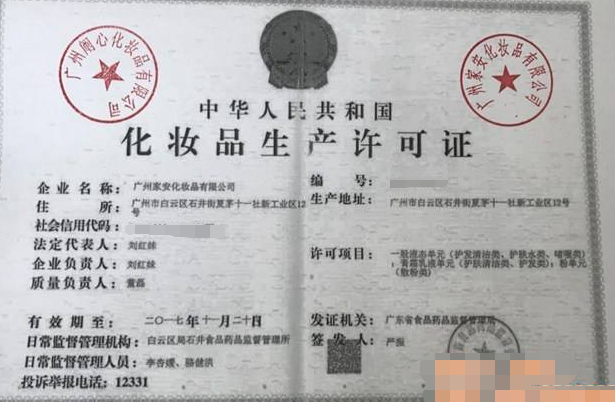 广州阁心化妆品有限公司
广州家安化妆品有限公司
中华人民共和国
化妆品生产许可证
企业名称：广州家安化妆品有限公司
编号：
住所：广州市白云区石井街夏茅十一社新工业区12号
生产地址：广州市白云区石井街夏茅十一社新工业区12号
社会信用代码：
法定代表人：刘红妹
许可项目：一般液态单元（护发清洁类、护肤水类、啫喱类）；膏霜乳液单元（护肤清洁类、护发类）；粉单元（散粉类）
企业负责人：刘红妹
质量负责人：黄磊
有效期至：二〇一七年十一月二十日
发证机关：广东省食品药品监督管理局
日常监督管理机构：白云区局石井食品药品监督管理所
签发人：严振
日常监督管理人员：李杏媛、骆健洪
投诉举报电话：12331